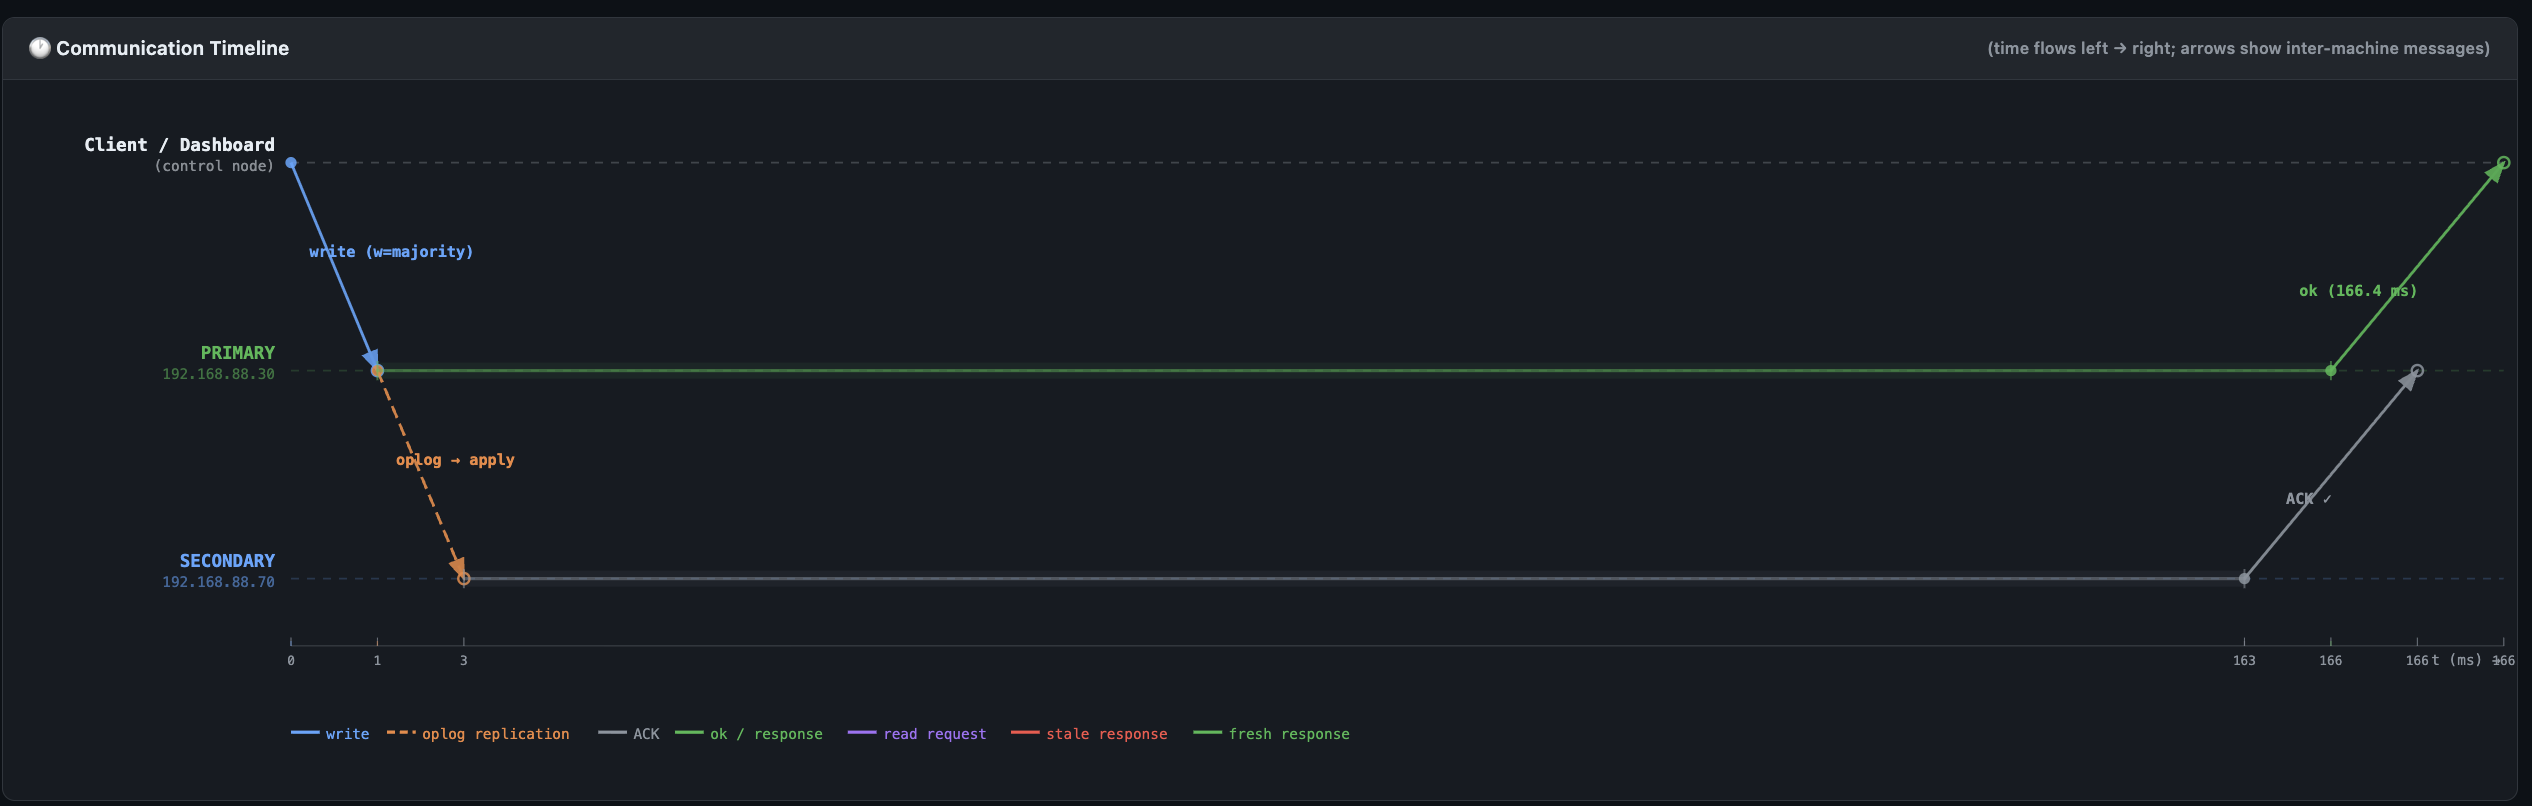 Communication Timeline
(time flows left → right; arrows show inter-machine messages)
Client / Dashboard
(control node)
write (w=majority)
ok (166.4 ms)
PRIMARY
192.168.88.30
oplog → apply
ACK ✓
SECONDARY
192.168.88.70
0 1 3 163 166 166 t (ms) → 166
write oplog replication ACK ok / response read request stale response fresh response